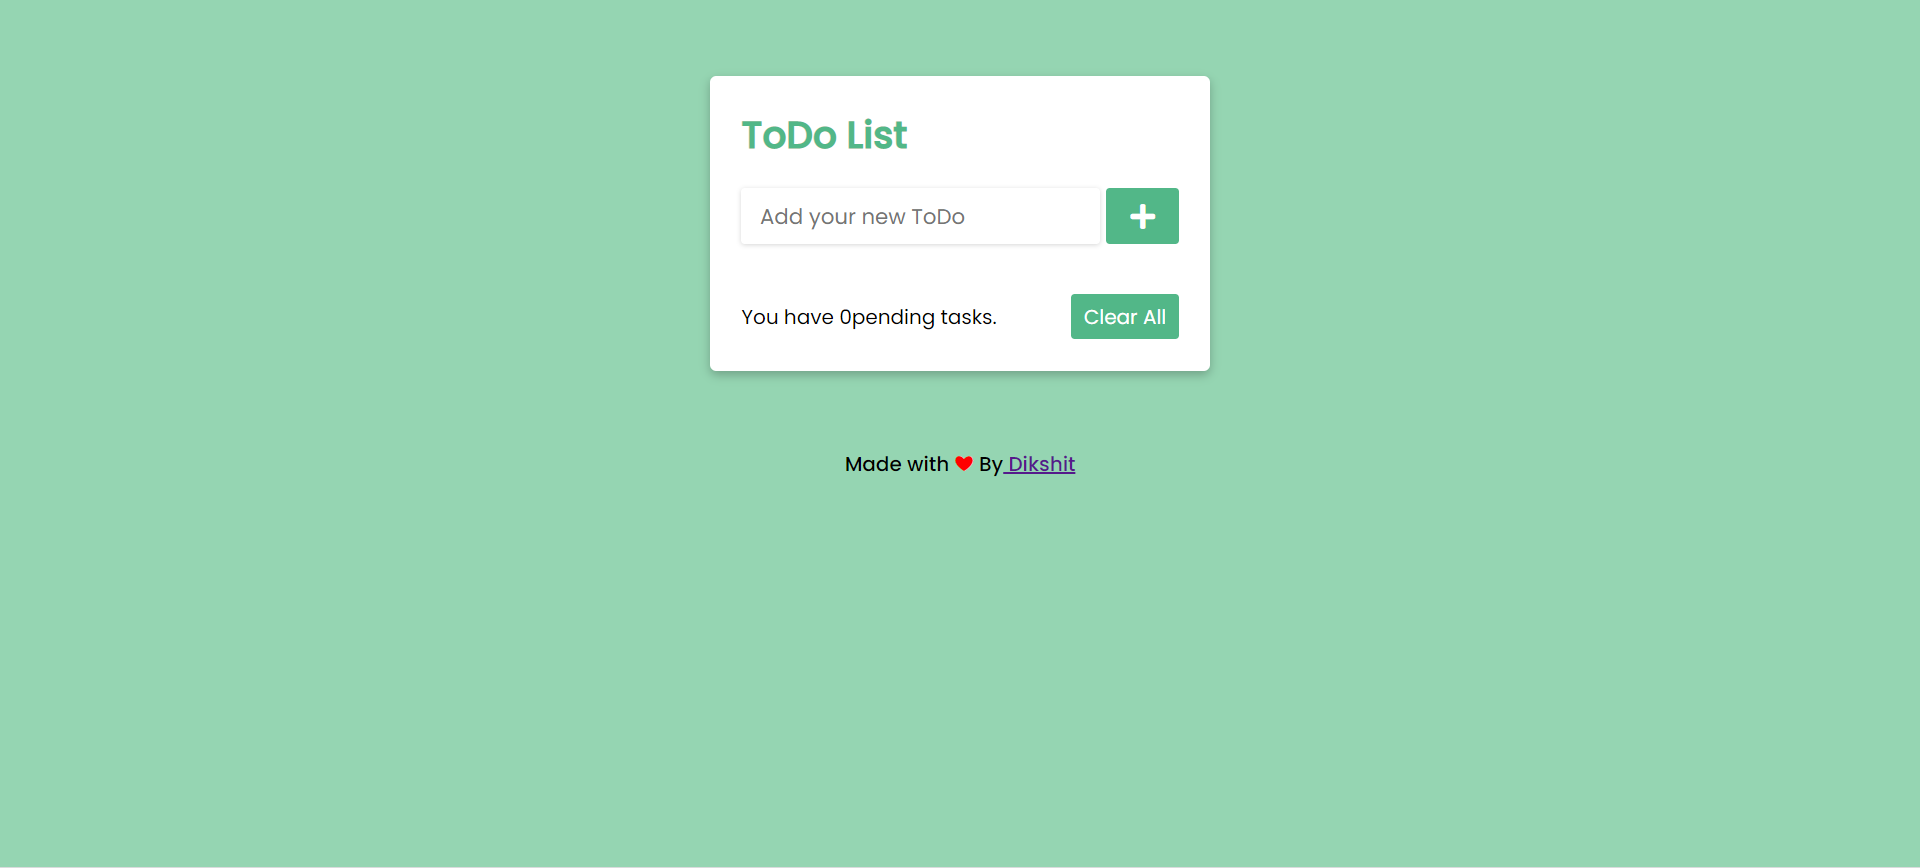 ToDo List
Add your new ToDo
You have 0pending tasks.
Clear All
Made with ❤ By Dikshit